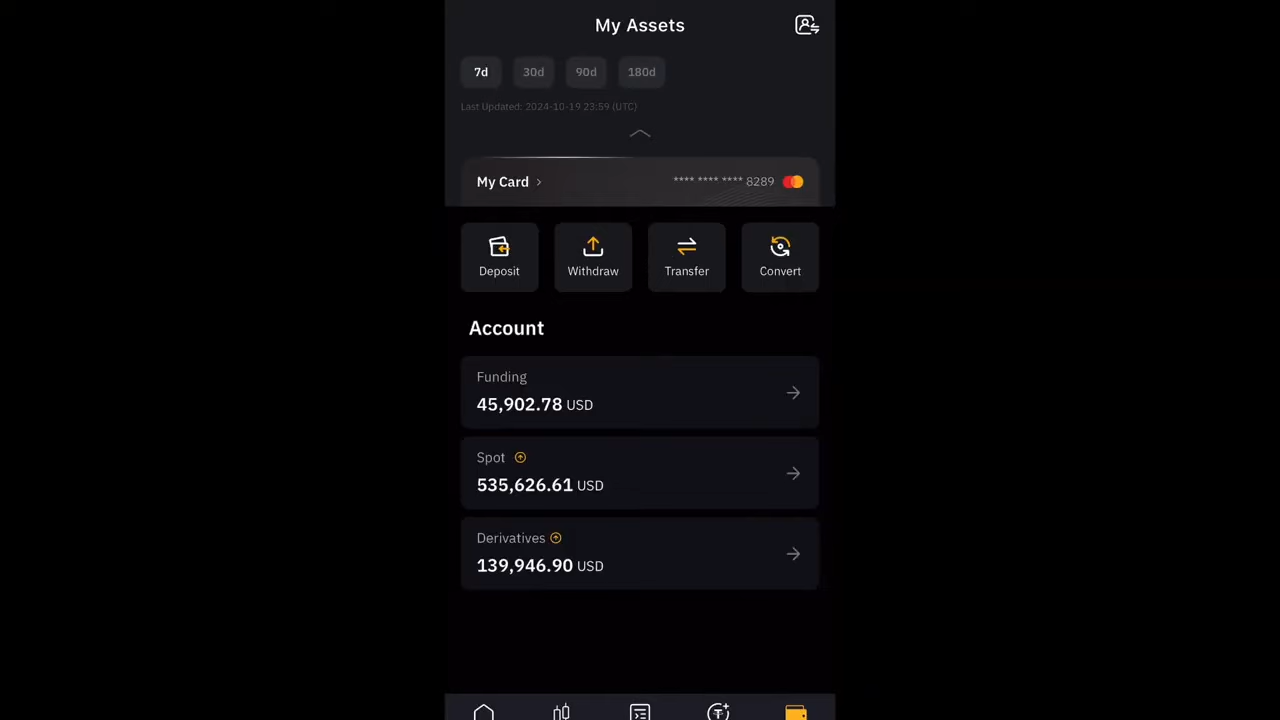 My Assets
7d 30d 90d 180d
Last Updated: 2024-10-19 23:59 (UTC)
My Card > **** **** **** 8289
Deposit Withdraw Transfer Convert
Account
Funding
45,902.78 USD
Spot
535,626.61 USD
Derivatives
139,946.90 USD